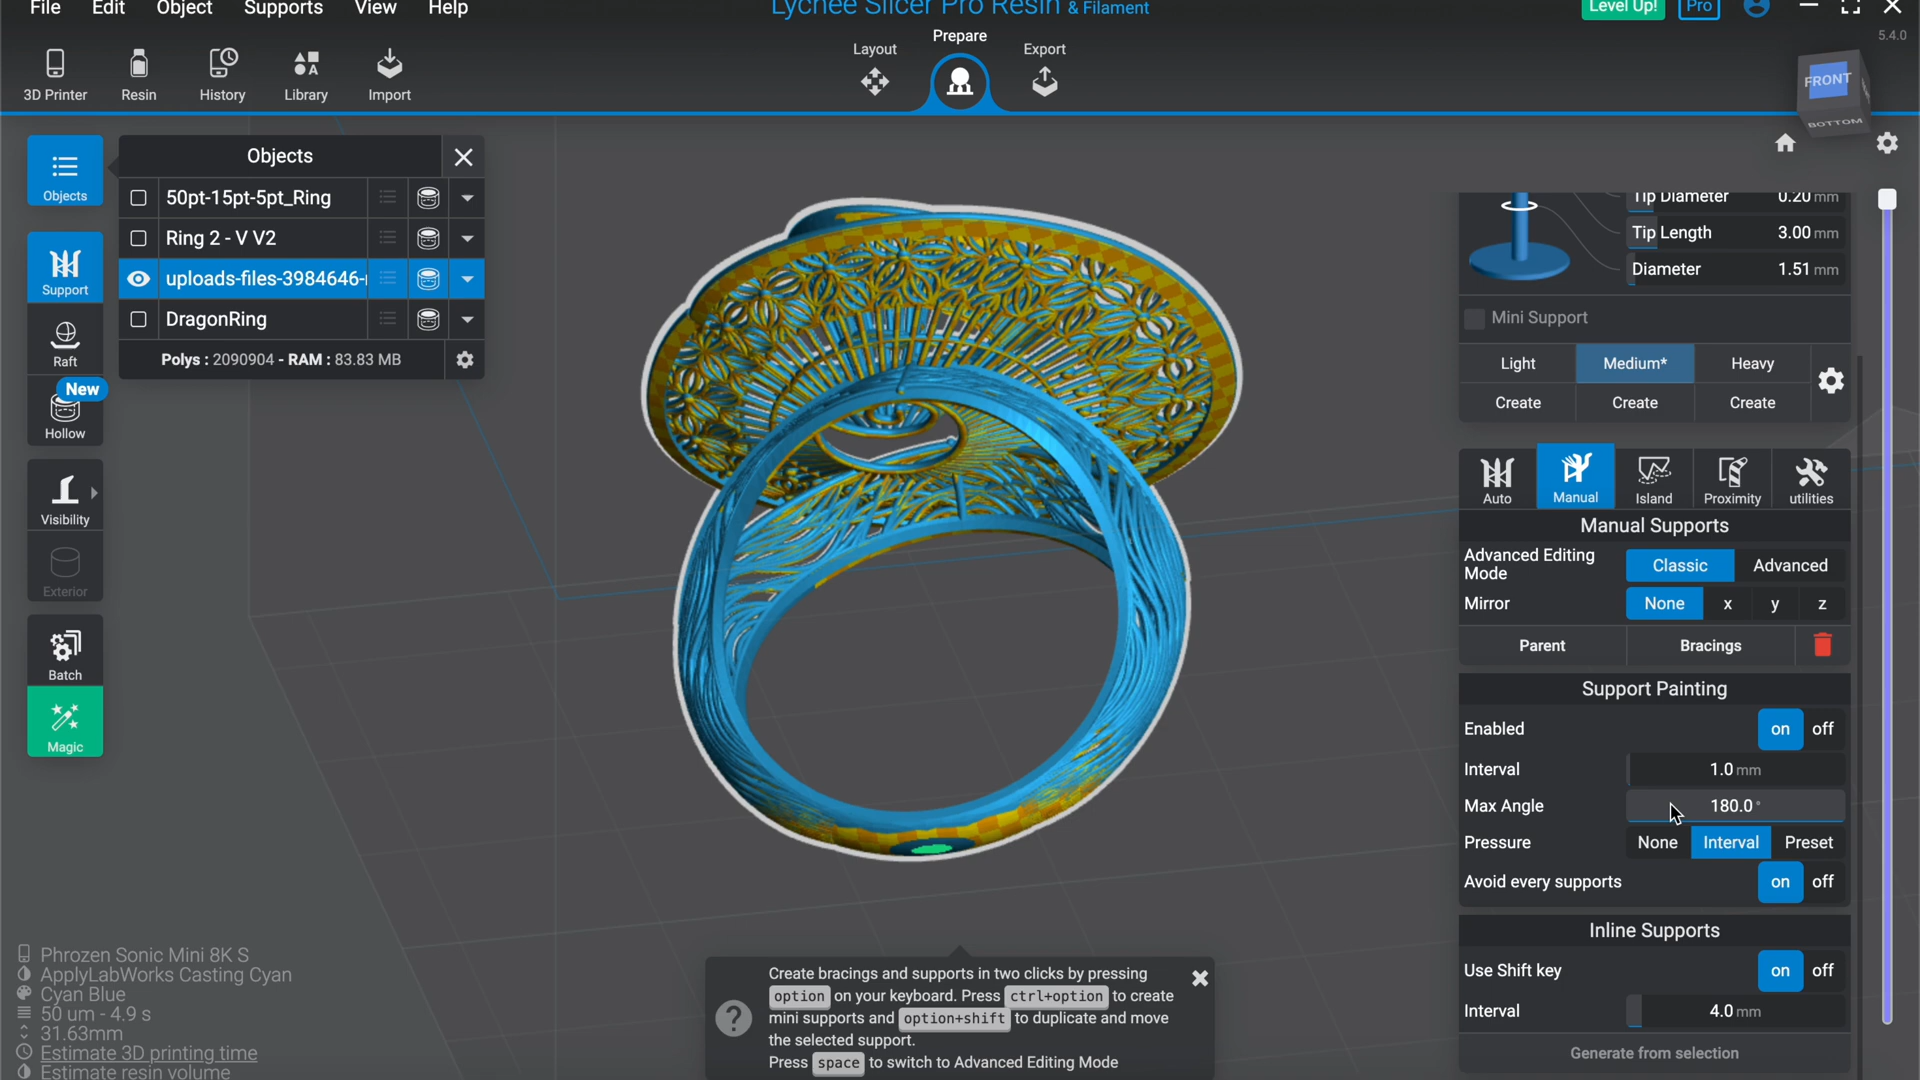 File Edit Object Supports View Help
Lychee Slicer Pro Resin & Filament
Level Up! Pro
5.4.0
3D Printer Resin History Library Import
Layout Prepare Export
FRONT
BOTTOM
Objects
Support
Raft
New
Hollow
Visibility
Exterior
Batch
Magic
Objects
50pt-15pt-5pt_Ring
Ring 2 - V V2
uploads-files-3984646-
DragonRing
Polys : 2090904 - RAM : 83.83 MB
Tip Diameter 0.20 mm
Tip Length 3.00 mm
Diameter 1.51 mm
Mini Support
Light Medium* Heavy
Create Create Create
Auto Manual Island Proximity utilities
Manual Supports
Advanced Editing
Mode
Classic Advanced
Mirror None x y z
Parent Bracings
Support Painting
Enabled on off
Interval 1.0 mm
Max Angle 180.0 °
Pressure None Interval Preset
Avoid every supports on off
Inline Supports
Use Shift key on off
Interval 4.0 mm
Generate from selection
Phrozen Sonic Mini 8K S
ApplyLabWorks Casting Cyan
Cyan Blue
50 um - 4.9 s
31.63mm
Estimate 3D printing time
Estimate resin volume
Create bracings and supports in two clicks by pressing
option on your keyboard. Press ctrl+option to create
mini supports and option+shift to duplicate and move
the selected support.
Press space to switch to Advanced Editing Mode